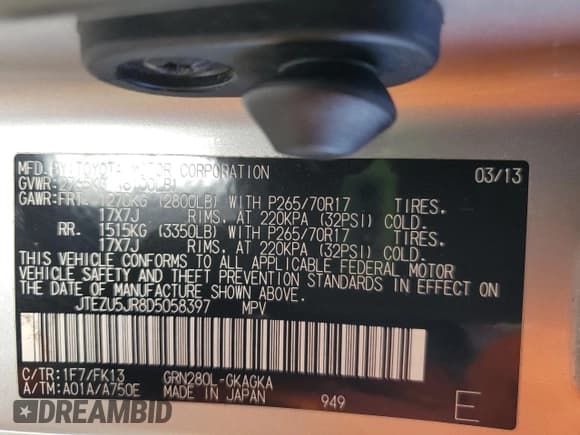 MFD. BY: TOYOTA MOTOR CORPORATION 03/13
GVWR:
GAWR: FRT. 1270KG (2800LB) WITH P265/70R17 TIRES.
17X7J RIMS. AT 220KPA (32PSI) COLD.
RR. 1515KG (3350LB) WITH P265/70R17 TIRES.
17X7J RIMS. AT 220KPA (32PSI) COLD.
THIS VEHICLE CONFORMS TO ALL APPLICABLE FEDERAL MOTOR
VEHICLE SAFETY AND THEFT PREVENTION STANDARDS IN EFFECT ON
THE DATE OF MANUFACTURE SHOWN ABOVE.
JTEZU5JR8D5058397 MPV
C/TR:1F7/FK13 GRN280L-GKAGKA
A/TM:A01A/A750E MADE IN JAPAN 949 E
AUTOBIDMASTER
DREAMBID